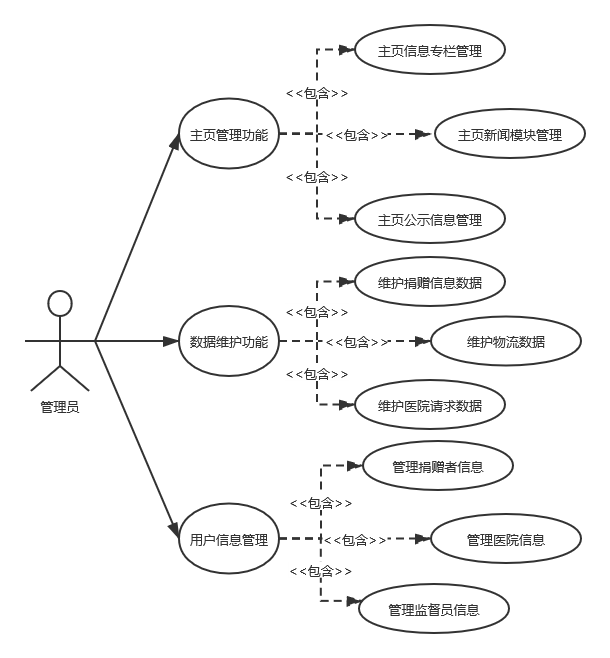 主页信息专栏管理
<<包含>>
主页管理功能
<<包含>>
主页新闻模块管理
<<包含>>
主页公示信息管理
维护捐赠信息数据
<<包含>>
数据维护功能
<<包含>>
维护物流数据
<<包含>>
维护医院请求数据
管理员
管理捐赠者信息
<<包含>>
用户信息管理
<<包含>>
管理医院信息
<<包含>>
管理监督员信息